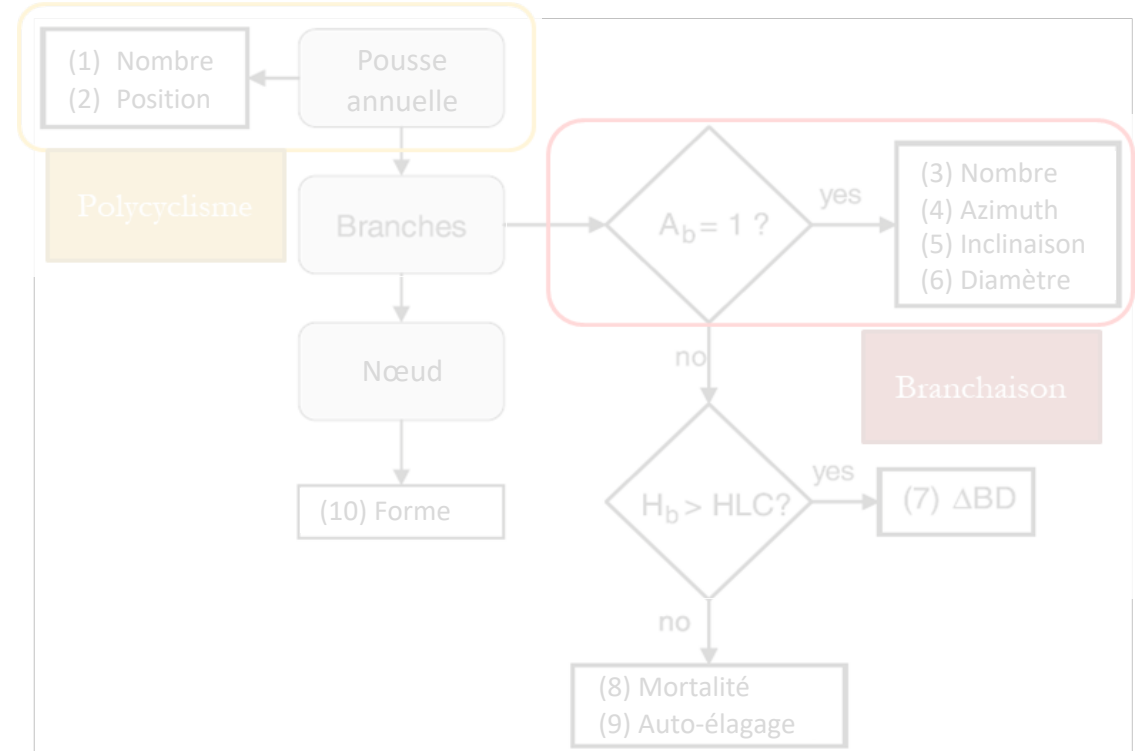 (1) Nombre
(2) Position
Pousse
annuelle
Polycyclisme
Branches
A_b = 1 ?
yes
(3) Nombre
(4) Azimuth
(5) Inclinaison
(6) Diamètre
no
Nœud
Branchaison
(10) Forme
H_b > HLC?
yes
(7) ΔBD
no
(8) Mortalité
(9) Auto-élagage